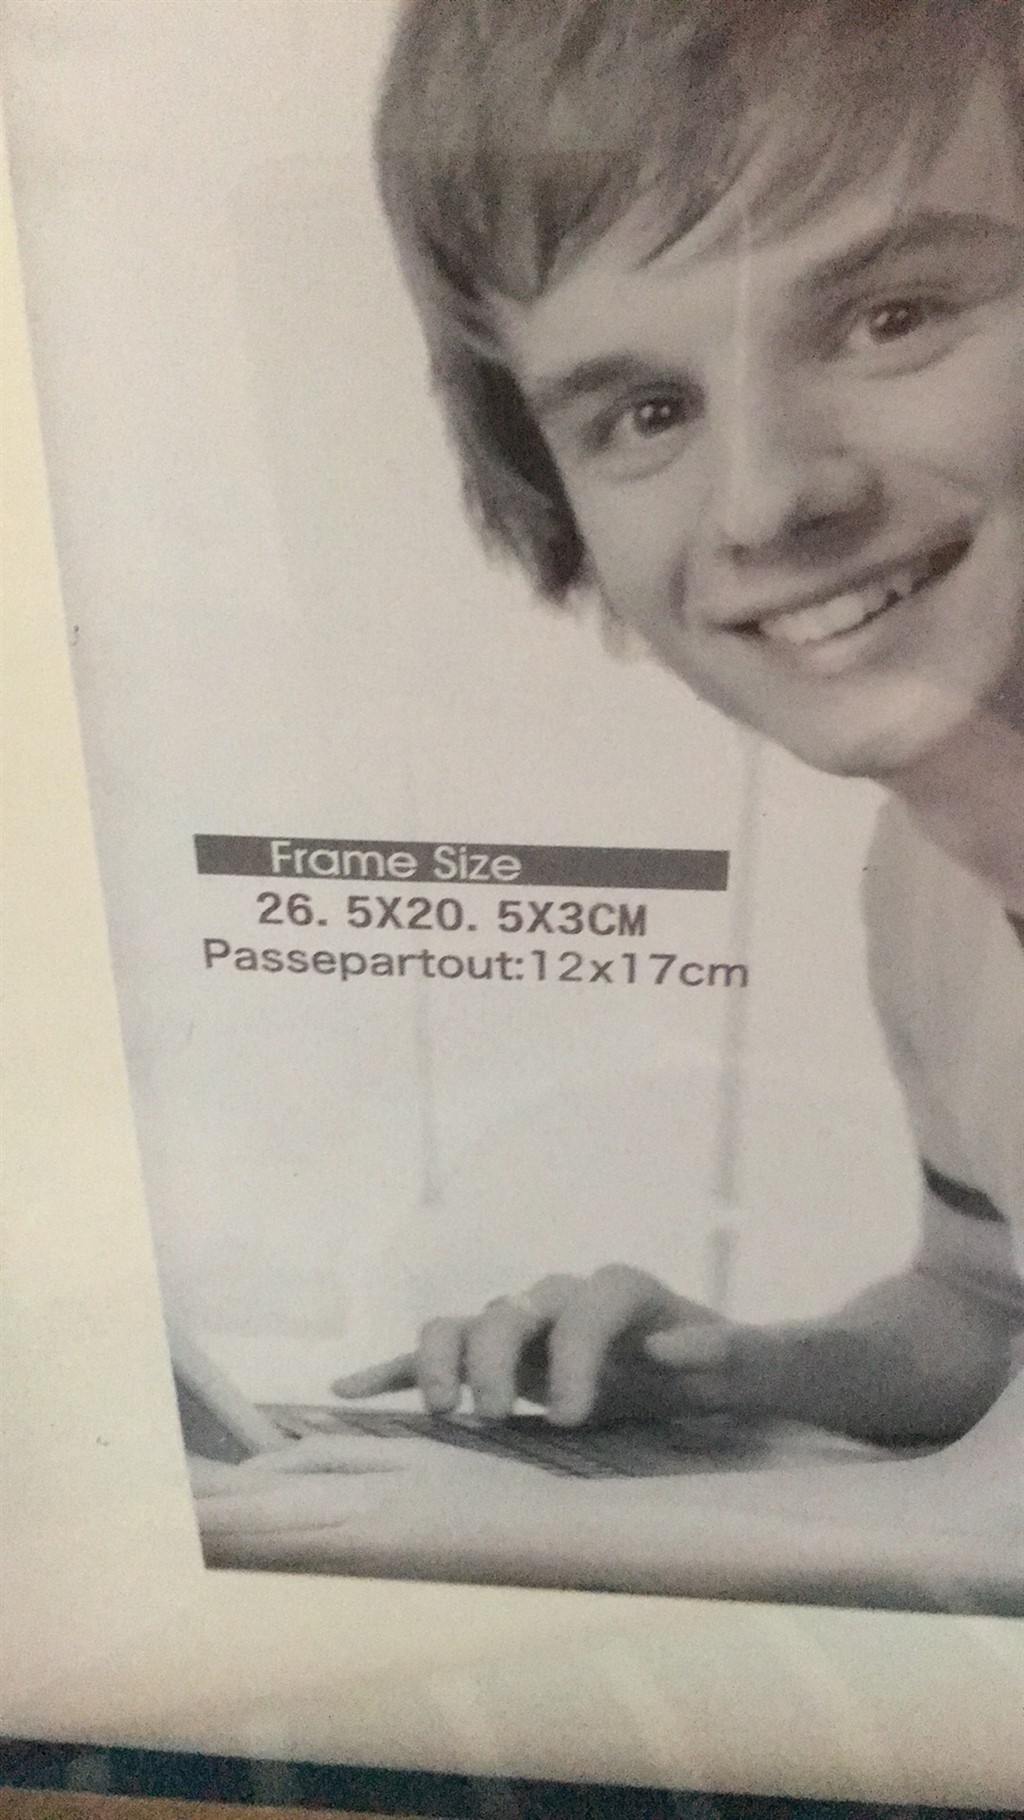 Frame Size
26. 5X20. 5X3CM
Passepartout:12x17cm